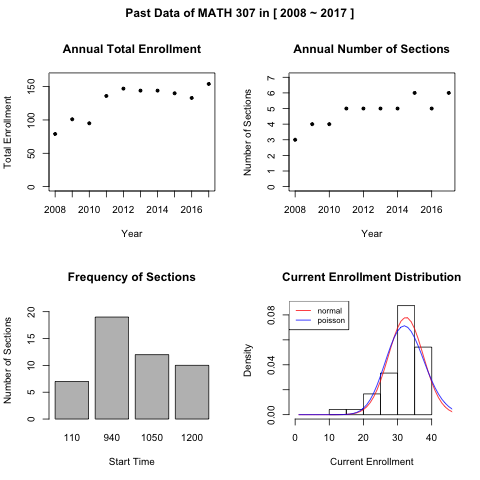 Past Data of MATH 307 in [ 2008 ~ 2017 ]
Annual Total Enrollment
Total Enrollment
150
100
50
0
2008 2010 2012 2014 2016
Year
Annual Number of Sections
Number of Sections
7
6
5
4
3
2
1
0
2008 2010 2012 2014 2016
Year
Frequency of Sections
Number of Sections
20
15
10
5
0
110 940 1050 1200
Start Time
Current Enrollment Distribution
normal
poisson
Density
0.08
0.04
0.00
0 10 20 30 40
Current Enrollment